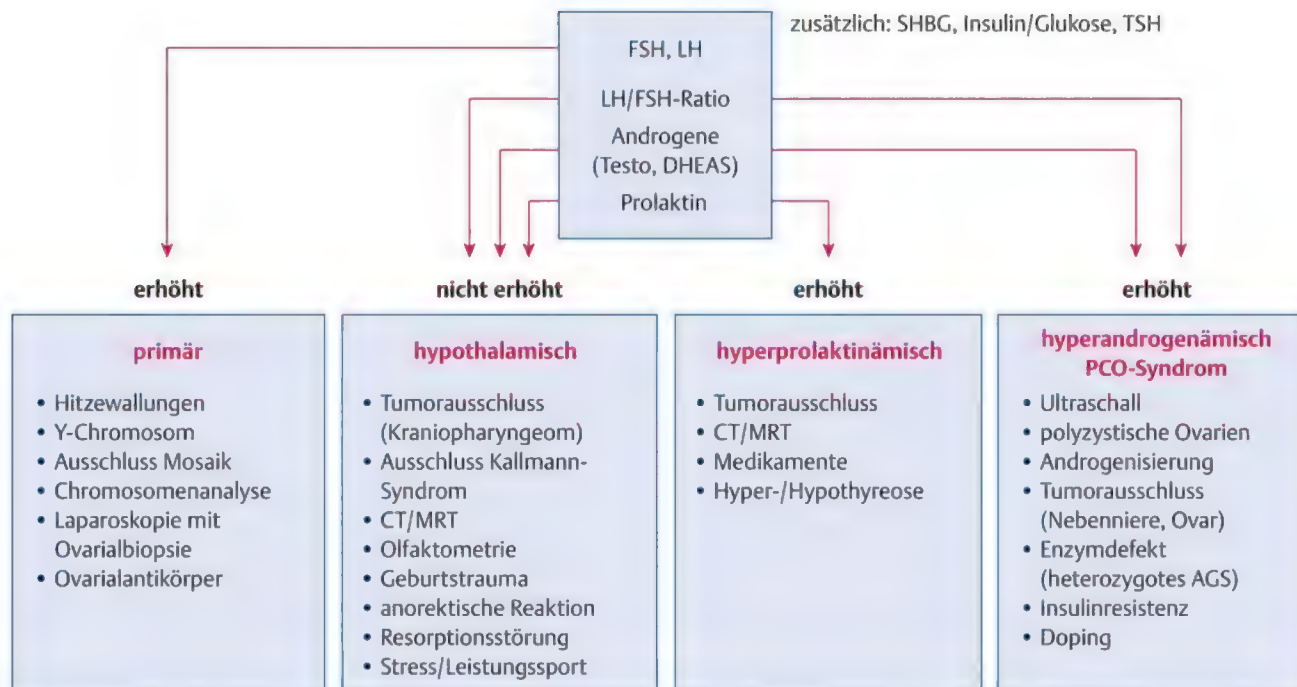 zusätzlich: SHBG, Insulin/Glukose, TSH
FSH, LH
LH/FSH-Ratio
Androgene
(Testo, DHEAS)
Prolaktin
erhöht
primär
• Hitzewallungen
• Y-Chromosom
• Ausschluss Mosaik
• Chromosomenanalyse
• Laparoskopie mit
Ovarialbiopsie
• Ovarialantikörper
nicht erhöht
hypothalamisch
• Tumorausschluss
(Kraniopharyngeom)
• Ausschluss Kallmann-
Syndrom
• CT/MRT
• Olfaktometrie
• Geburtstrauma
• anorektische Reaktion
• Resorptionsstörung
• Stress/Leistungssport
erhöht
hyperprolaktinämisch
• Tumorausschluss
• CT/MRT
• Medikamente
• Hyper-/Hypothyreose
erhöht
hyperandrogenämisch
PCO-Syndrom
• Ultraschall
• polyzystische Ovarien
• Androgenisierung
• Tumorausschluss
(Nebenniere, Ovar)
• Enzymdefekt
(heterozygotes AGS)
• Insulinresistenz
• Doping